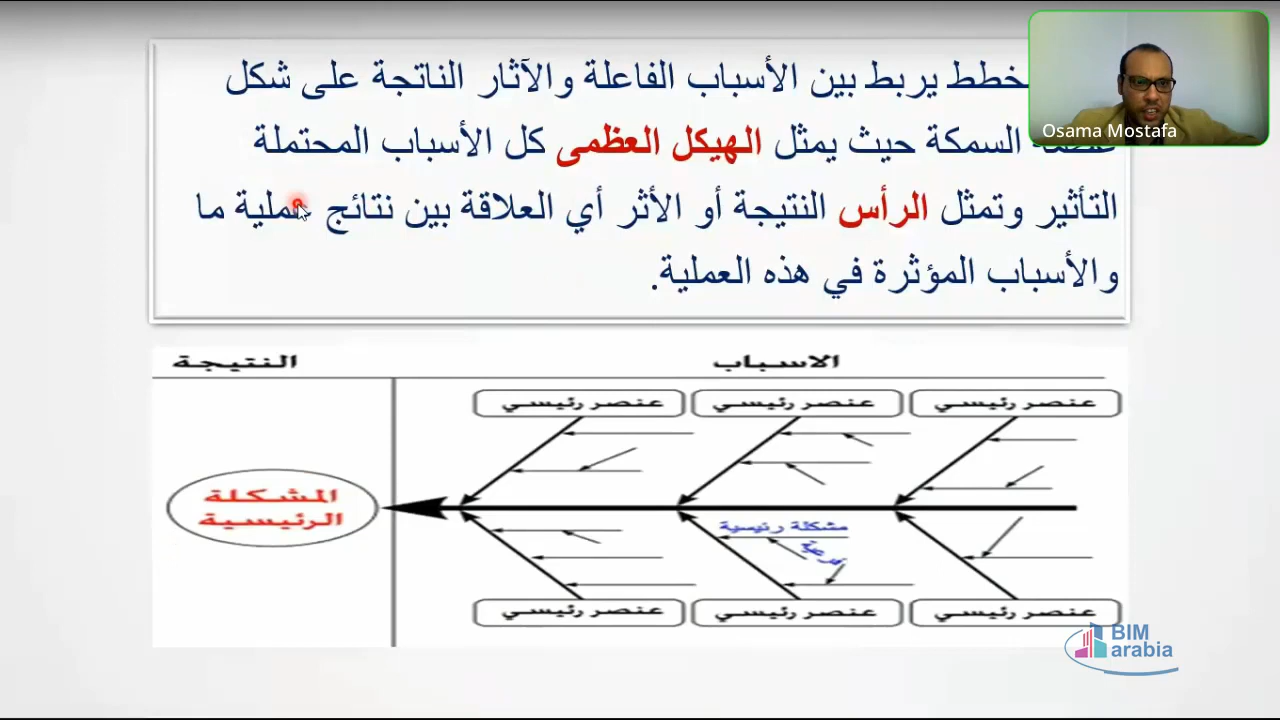 خطط يربط بين الأسباب الفاعلة والآثار الناتجة على شكل
السمكة حيث يمثل الهيكل العظمى كل الأسباب المحتملة
التأثير وتمثل الرأس النتيجة أو الأثر أي العلاقة بين نتائج عملية ما
والأسباب المؤثرة في هذه العملية.
Osama Mostafa
الاسباب
النتيجة
عنصر رئيسي
عنصر رئيسي
عنصر رئيسي
المشكلة
الرئيسية
مشكلة رئيسية
فرعية
عنصر رئيسي
عنصر رئيسي
عنصر رئيسي
BIM
arabia